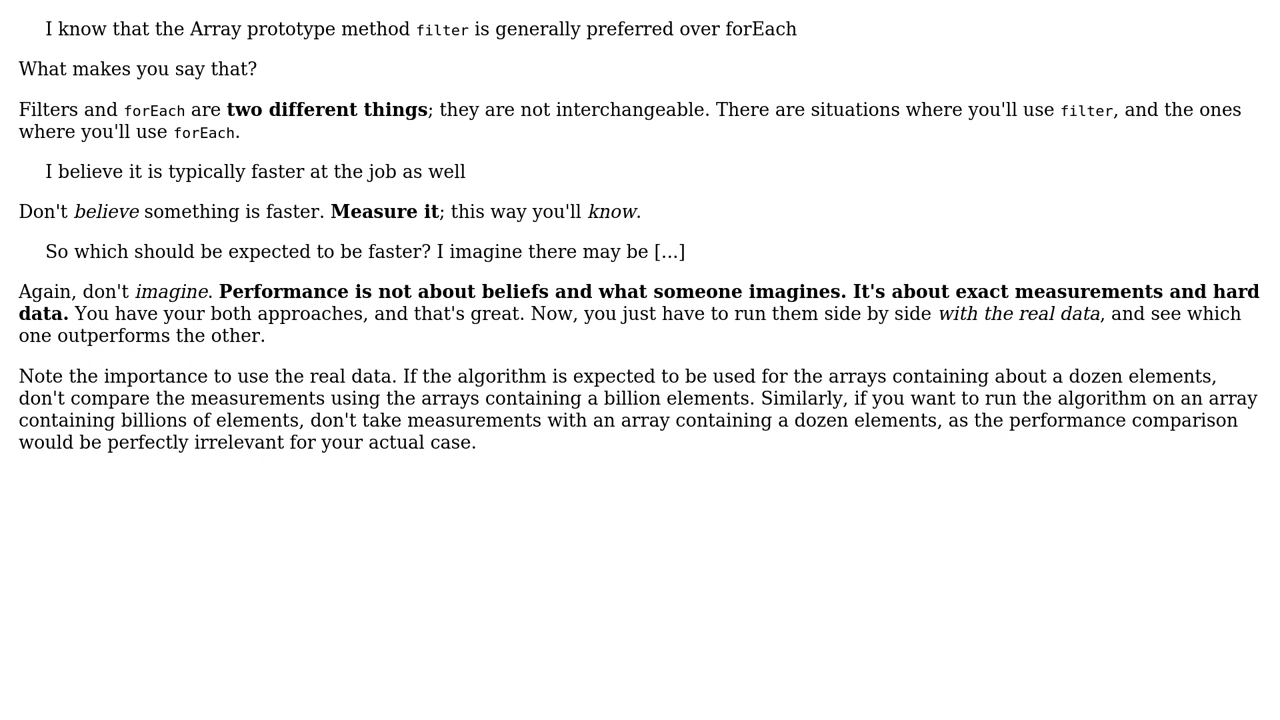 I know that the Array prototype method filter is generally preferred over forEach
What makes you say that?
Filters and forEach are two different things; they are not interchangeable. There are situations where you'll use filter, and the ones
where you'll use forEach.
I believe it is typically faster at the job as well
Don't believe something is faster. Measure it; this way you'll know.
So which should be expected to be faster? I imagine there may be [...]
Again, don't imagine. Performance is not about beliefs and what someone imagines. It's about exact measurements and hard
data. You have your both approaches, and that's great. Now, you just have to run them side by side with the real data, and see which
one outperforms the other.
Note the importance to use the real data. If the algorithm is expected to be used for the arrays containing about a dozen elements,
don't compare the measurements using the arrays containing a billion elements. Similarly, if you want to run the algorithm on an array
containing billions of elements, don't take measurements with an array containing a dozen elements, as the performance comparison
would be perfectly irrelevant for your actual case.